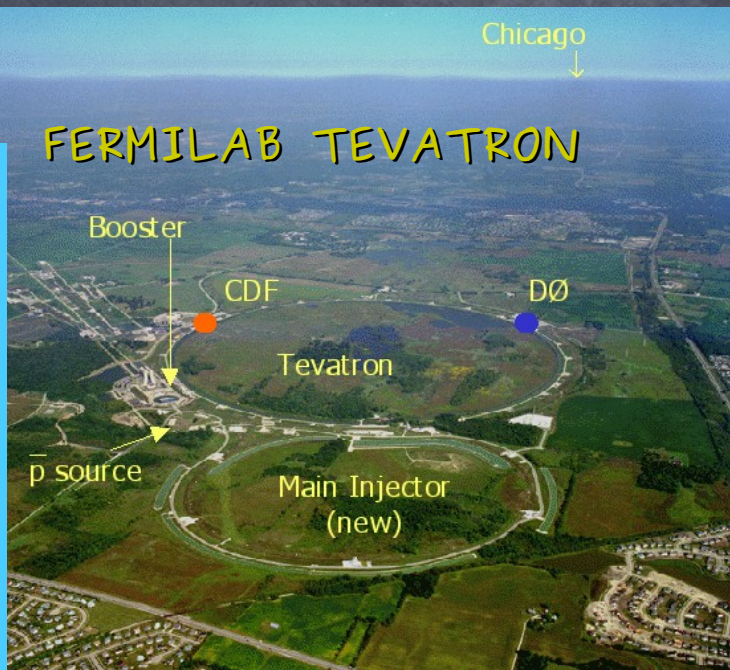 Chicago
FERMILAB TEVATRON
Booster
CDF
DØ
Tevatron
p̅ source
Main Injector
(new)